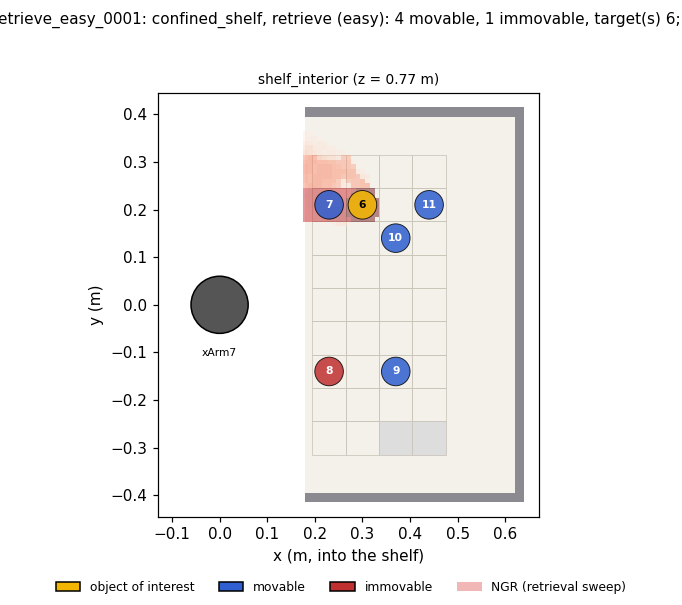 etrieve_easy_0001: confined_shelf, retrieve (easy): 4 movable, 1 immovable, target(s) 6;
shelf_interior (z = 0.77 m)
0.4
0.3
0.2
0.1
0.0
−0.1
−0.2
−0.3
−0.4
y (m)
7
6
11
10
xArm7
8
9
−0.1
0.0
0.1
0.2
0.3
0.4
0.5
0.6
x (m, into the shelf)
object of interest
movable
immovable
NGR (retrieval sweep)